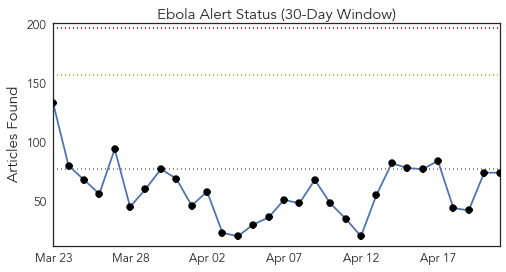 Ebola Alert Status (30-Day Window)
200
150
100
50
Articles Found
Mar 23
Mar 28
Apr 02
Apr 07
Apr 12
Apr 17